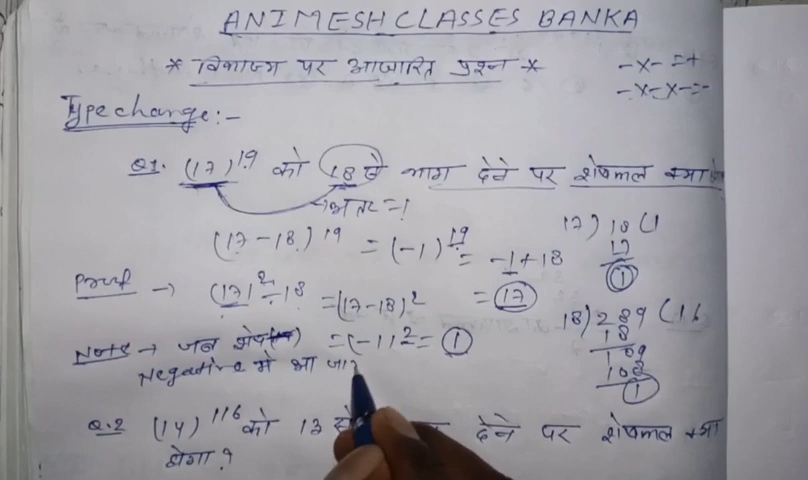 ANIMESH CLASSES BANKA
* विभाज्य पर आधारित प्रश्न *
- x - = +
- x - x - = -
Type change :-
Q1. (17)^19 को 18 से भाग देने पर शेषफल क्या
→ अंतर = 1
(17-18)^19 = (-1)^19 = -1+18
= 17
17) 18 (1
17
1
Proof → (17)^2 ÷ 18 = (17-18)^2
= (-1)^2 = 1
18) 289 (16
18
109
108
1
Note → जब शेष
Negative में आ जाए
Q.2 (14)^116 को 13 से देने पर शेषफल क्या
होगा ?